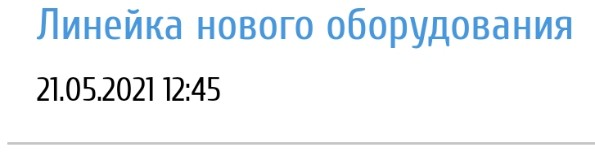 Линейка нового оборудования
21.05.2021 12:45